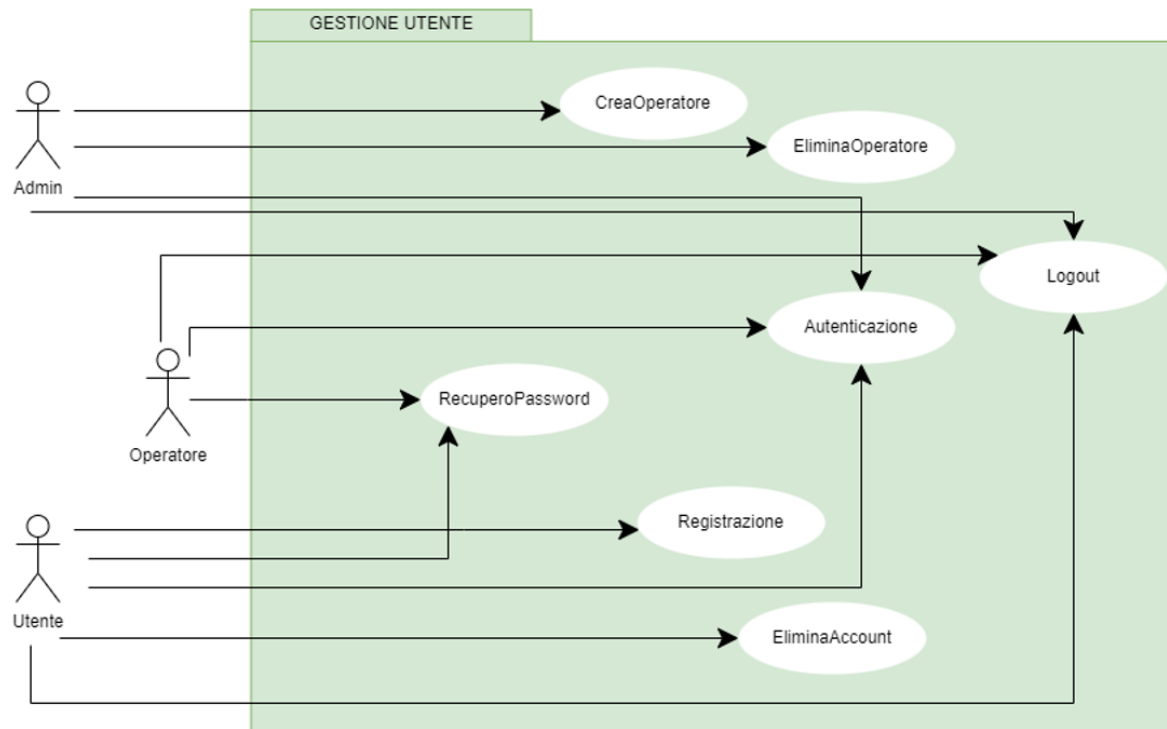 GESTIONE UTENTE
CreaOperatore
EliminaOperatore
Admin
Logout
Autenticazione
RecuperoPassword
Operatore
Registrazione
Utente
EliminaAccount